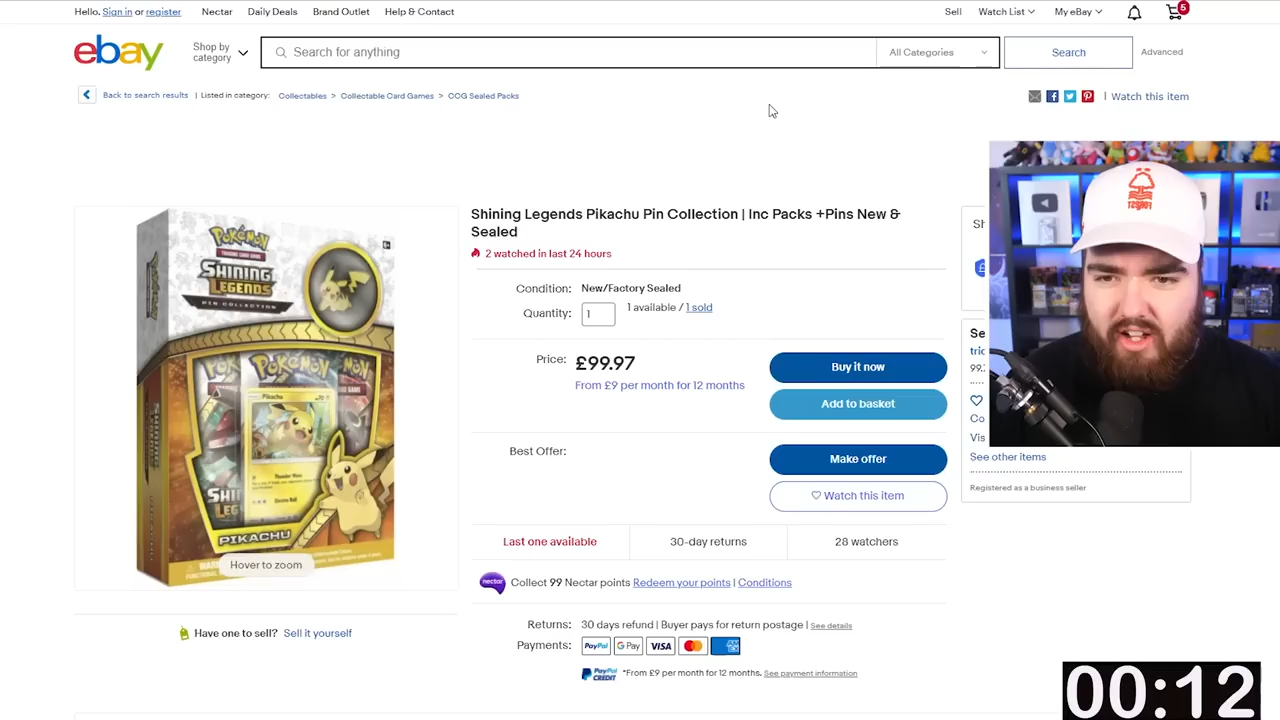 Hello. Sign in or register
Nectar
Daily Deals
Brand Outlet
Help & Contact
Sell
Watch List
My eBay
5
ebay
Shop by category
Search for anything
All Categories
Search
Advanced
Back to search results
Listed in category:
Collectables > Collectable Card Games > CCG Sealed Packs
Watch this item
Shining Legends Pikachu Pin Collection | Inc Packs +Pins New & Sealed
2 watched in last 24 hours
Condition: New/Factory Sealed
Quantity: 1
1 available / 1 sold
Price: £99.97
From £9 per month for 12 months
Buy it now
Add to basket
Best Offer:
Make offer
Watch this item
Last one available
30-day returns
28 watchers
nectar
Collect 99 Nectar points Redeem your points | Conditions
Returns: 30 days refund | Buyer pays for return postage | See details
Payments: PayPal G Pay VISA
PayPal CREDIT *From £9 per month for 12 months. See payment information
POKéMON
SHINING LEGENDS
PIN COLLECTION
POKéMON
Pikachu
PIKACHU
Hover to zoom
Have one to sell? Sell it yourself
See other items
Registered as a business seller
00:12